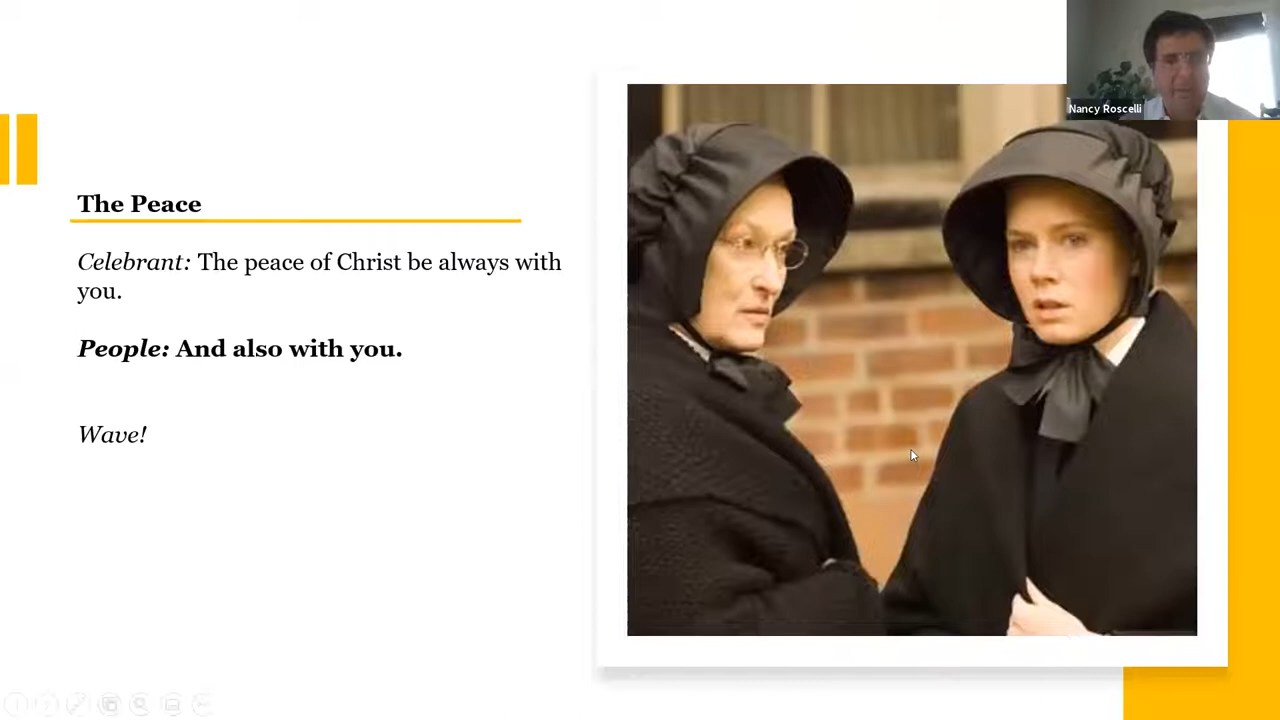 Nancy Roscelli
The Peace
Celebrant: The peace of Christ be always with
you.
People: And also with you.
Wave!